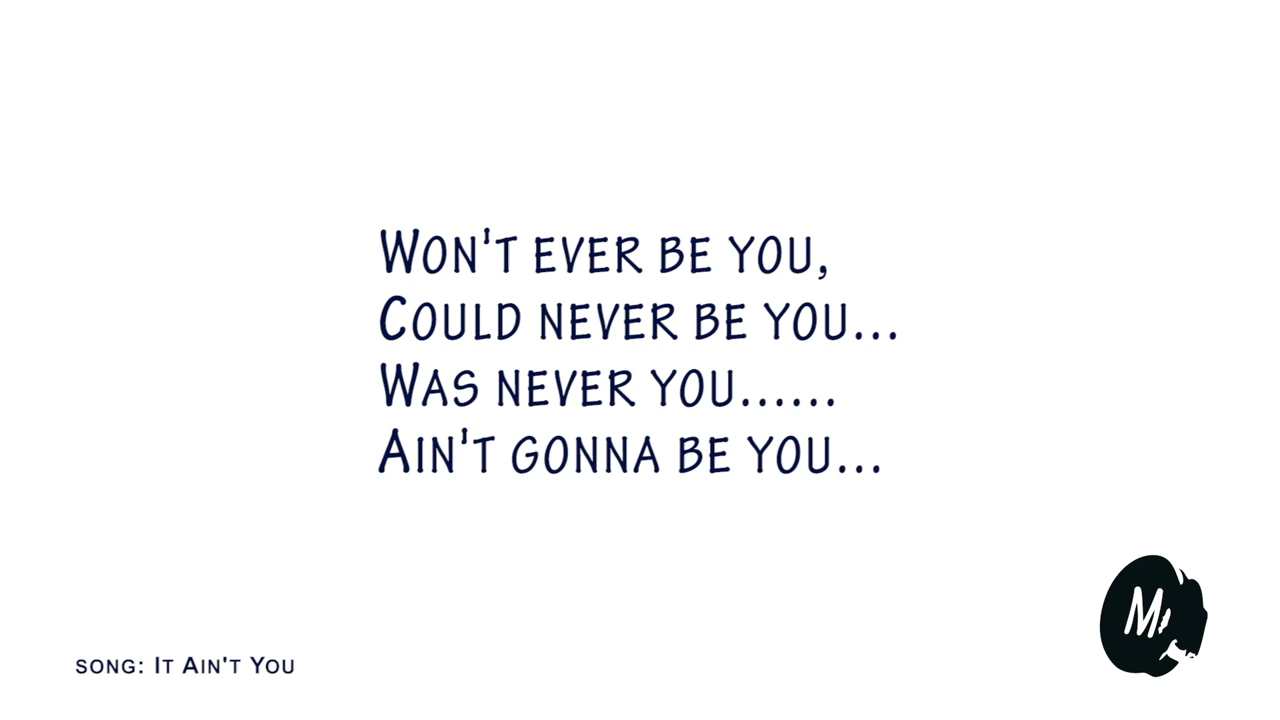 Won't ever be you,
Could never be you...
Was never you......
Ain't gonna be you...
song: It Ain't You
M